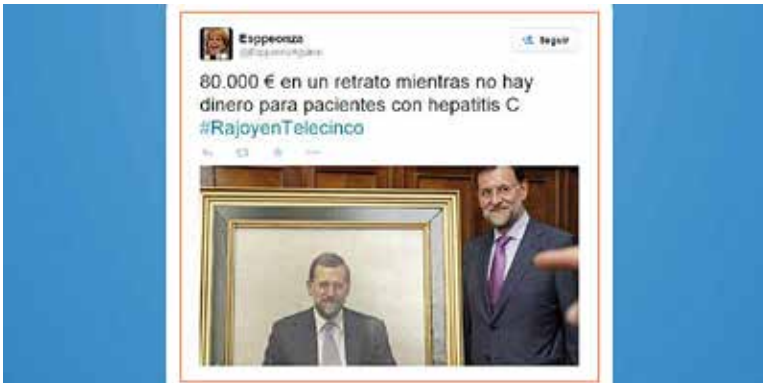 Esppeonza
Seguir
80.000 € en un retrato mientras no hay
dinero para pacientes con hepatitis C
#RajoyenTelecinco